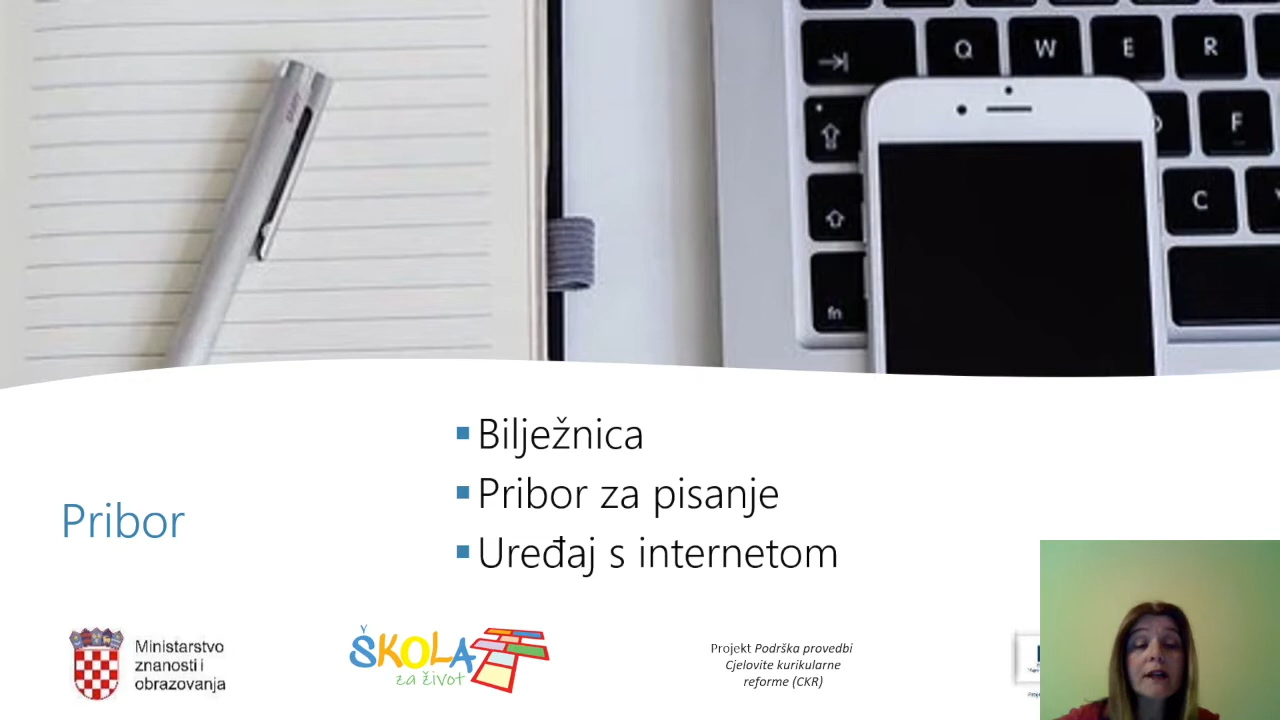 Q W E R
F
C
fn
Bilježnica
Pribor za pisanje
Uređaj s internetom
Pribor
Ministarstvo
znanosti i
obrazovanja
ŠKOLA
za život
Projekt Podrška provedbi
Cjelovite kurikularne
reforme (CKR)